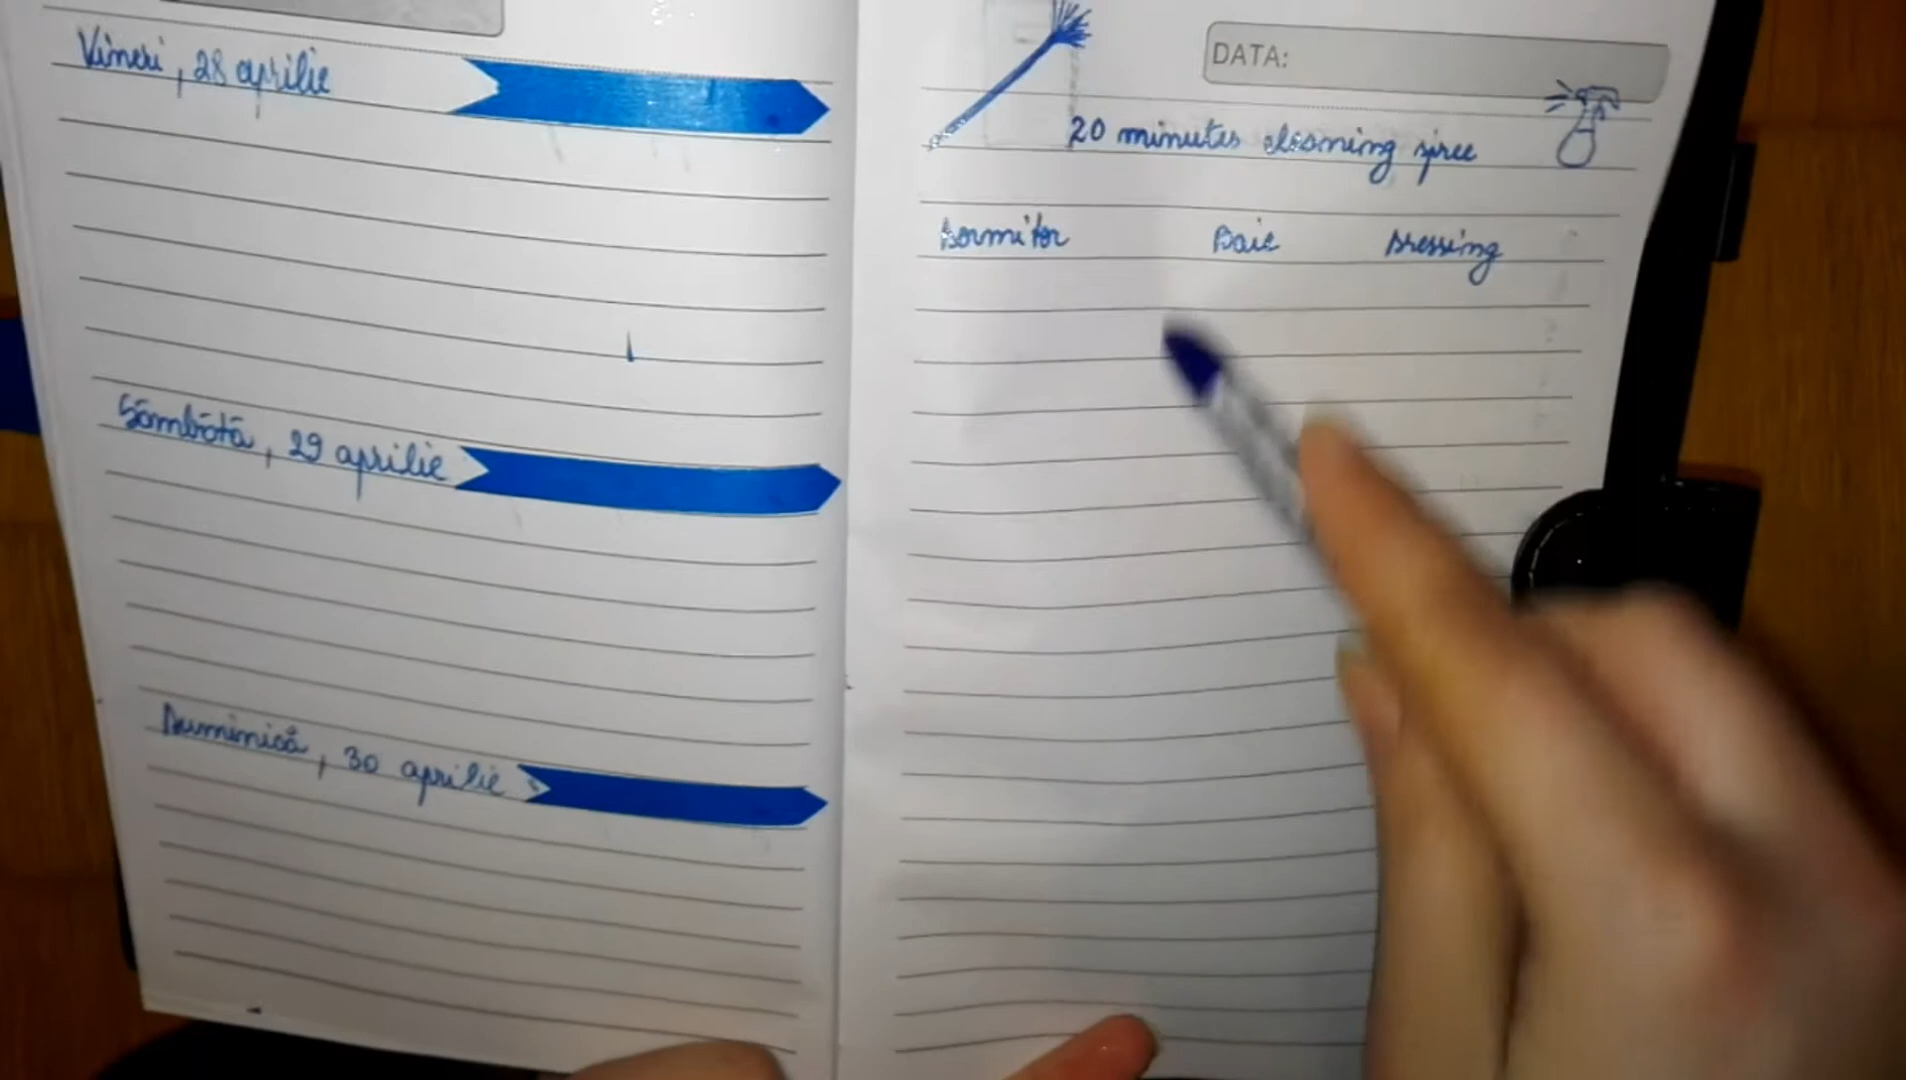 Vineri, 28 aprilie
Sâmbătă, 29 aprilie
Duminică, 30 aprilie
DATA:
20 minutes cleaning spree
Dormitor Baie Dressing